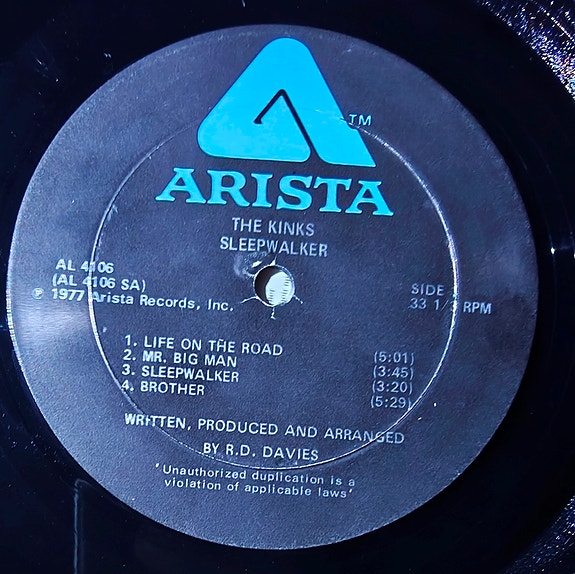 TM
ARISTA
THE KINKS
SLEEPWALKER
AL 4106
(AL 4106 SA)
℗ 1977 Arista Records, Inc.
SIDE
33 1/3 RPM
1. LIFE ON THE ROAD (5:01)
2. MR. BIG MAN (3:45)
3. SLEEPWALKER (3:20)
4. BROTHER (5:29)
WRITTEN, PRODUCED AND ARRANGED
BY R.D. DAVIES
"Unauthorized duplication is a
violation of applicable laws"